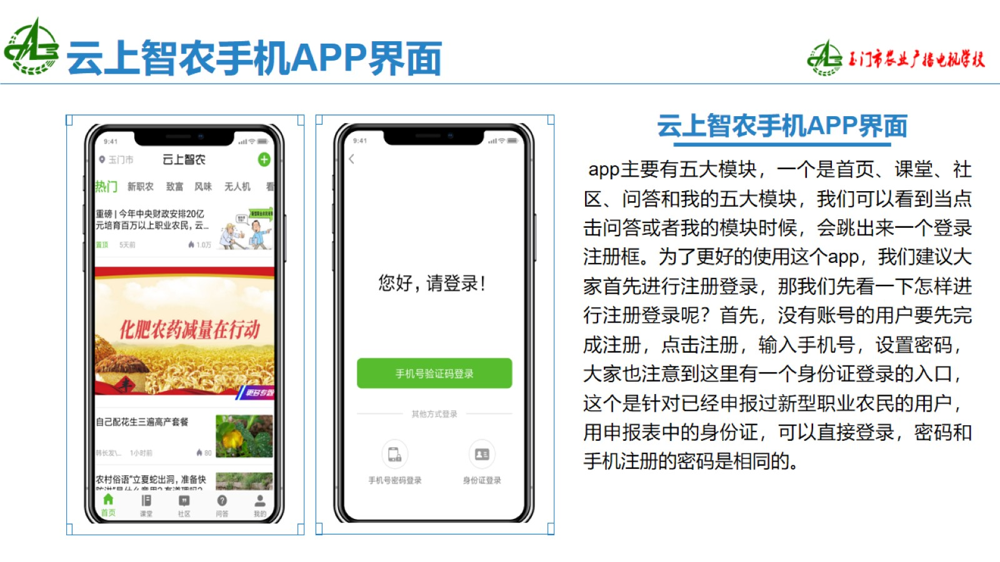 云上智农手机APP界面
玉门市农业广播电视学校
9:41
玉门市
云上智农
热门 新职农 致富 风味 无人机 看
重磅 | 今年中央财政安排20亿
元培育百万以上职业农民，云...
置顶 5天前 1.0万
化肥农药减量在行动
更多专题
自己配花生三遍高产套餐
韩长发\... 1小时前 80
农村俗语“立夏蛇出洞，准备快
首页 课堂 社区 问答 我的
9:41
您好，请登录！
手机号验证码登录
其他方式登录
手机号密码登录 身份证登录
云上智农手机APP界面
app主要有五大模块，一个是首页、课堂、社
区、问答和我的五大模块，我们可以看到当点
击问答或者我的模块时候，会跳出来一个登录
注册框。为了更好的使用这个app，我们建议大
家首先进行注册登录，那我们先看一下怎样进
行注册登录呢？首先，没有账号的用户要先完
成注册，点击注册，输入手机号，设置密码，
大家也注意到这里有一个身份证登录的入口，
这个是针对已经申报过新型职业农民的用户，
用申报表中的身份证，可以直接登录，密码和
手机注册的密码是相同的。